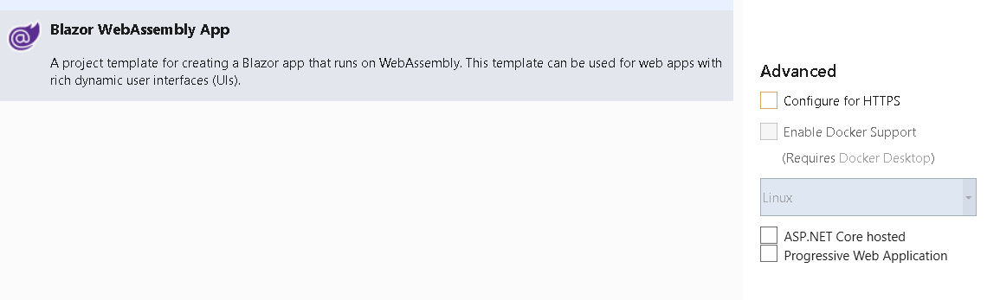 Blazor WebAssembly App
A project template for creating a Blazor app that runs on WebAssembly. This template can be used for web apps with
rich dynamic user interfaces (UIs).
Advanced
Configure for HTTPS
Enable Docker Support
(Requires Docker Desktop)
Linux
ASP.NET Core hosted
Progressive Web Application